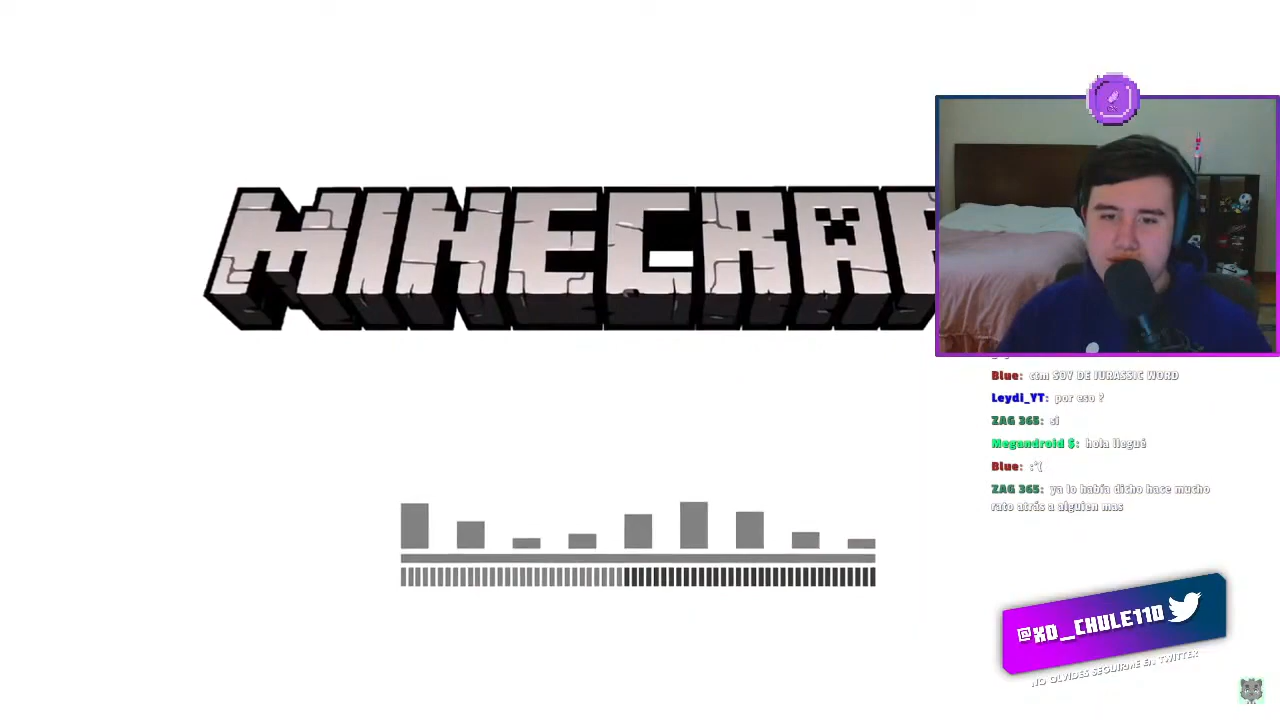 MINECRAF
Blue: ctm SOY DE JURASSIC WORD
Leydi_YT: por eso ?
ZAG 365: si
Megandroid $: hola llegué
Blue: :'(
ZAG 365: ya lo había dicho hace mucho
rato atrás a alguien mas
@XD_CHULE110
NO OLVIDES SEGUIRME EN TWITTER